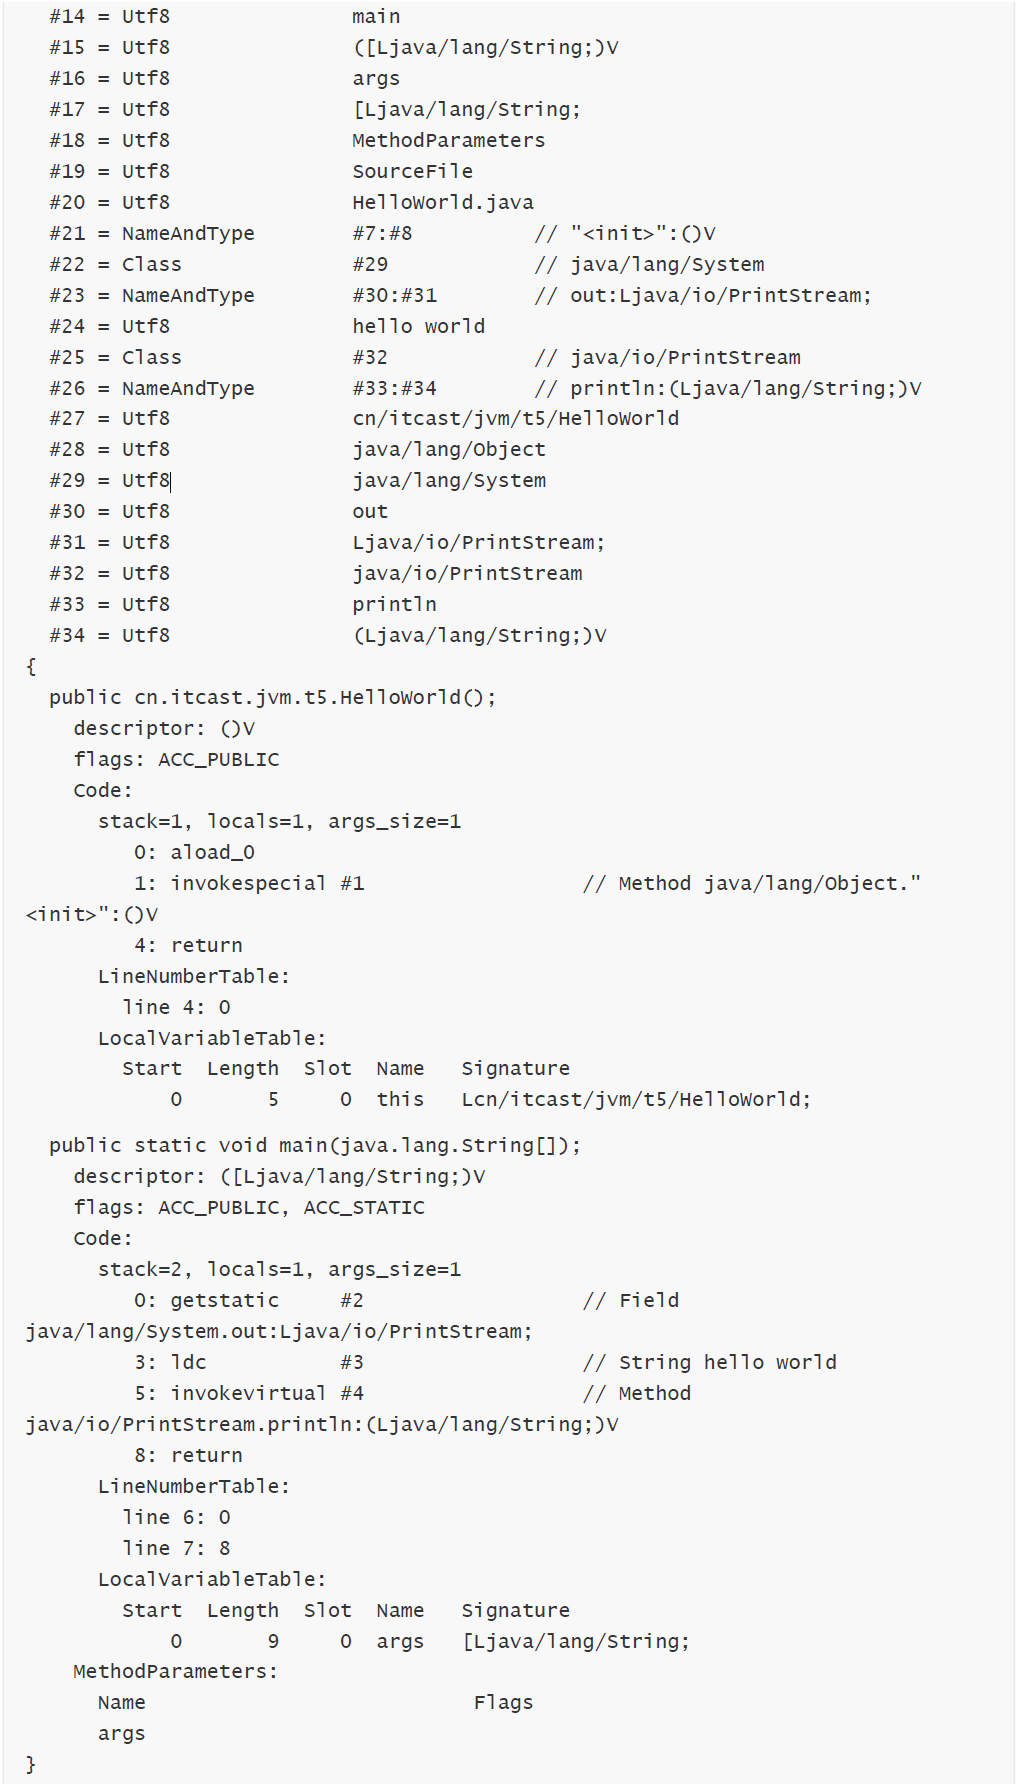 #14 = Utf8               main
#15 = Utf8               ([Ljava/lang/String;)V
#16 = Utf8               args
#17 = Utf8               [Ljava/lang/String;
#18 = Utf8               MethodParameters
#19 = Utf8               SourceFile
#20 = Utf8               HelloWorld.java
#21 = NameAndType        #7:#8          // "<init>":()V
#22 = Class              #29            // java/lang/System
#23 = NameAndType        #30:#31        // out:Ljava/io/PrintStream;
#24 = Utf8               hello world
#25 = Class              #32            // java/io/PrintStream
#26 = NameAndType        #33:#34        // println:(Ljava/lang/String;)V
#27 = Utf8               cn/itcast/jvm/t5/HelloWorld
#28 = Utf8               java/lang/Object
#29 = Utf8               java/lang/System
#30 = Utf8               out
#31 = Utf8               Ljava/io/PrintStream;
#32 = Utf8               java/io/PrintStream
#33 = Utf8               println
#34 = Utf8               (Ljava/lang/String;)V
{
  public cn.itcast.jvm.t5.HelloWorld();
    descriptor: ()V
    flags: ACC_PUBLIC
    Code:
      stack=1, locals=1, args_size=1
         0: aload_0
         1: invokespecial #1                  // Method java/lang/Object."
<init>":()V
         4: return
      LineNumberTable:
        line 4: 0
      LocalVariableTable:
        Start  Length  Slot  Name   Signature
            0       5     0  this   Lcn/itcast/jvm/t5/HelloWorld;
  public static void main(java.lang.String[]);
    descriptor: ([Ljava/lang/String;)V
    flags: ACC_PUBLIC, ACC_STATIC
    Code:
      stack=2, locals=1, args_size=1
         0: getstatic     #2                  // Field
java/lang/System.out:Ljava/io/PrintStream;
         3: ldc           #3                  // String hello world
         5: invokevirtual #4                  // Method
java/io/PrintStream.println:(Ljava/lang/String;)V
         8: return
      LineNumberTable:
        line 6: 0
        line 7: 8
      LocalVariableTable:
        Start  Length  Slot  Name   Signature
            0       9     0  args   [Ljava/lang/String;
    MethodParameters:
      Name                           Flags
      args
}